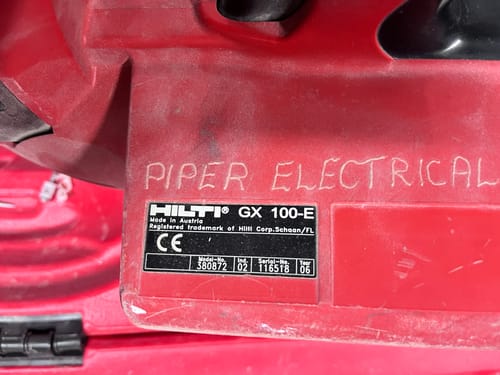 PIPER ELECTRICAL
HILTI® GX 100-E
Made in Austria
Registered trademark of Hilti Corp.Schaan/FL
CE
Model-No. Ind. Serial-No. Year
380872 02 116518 06